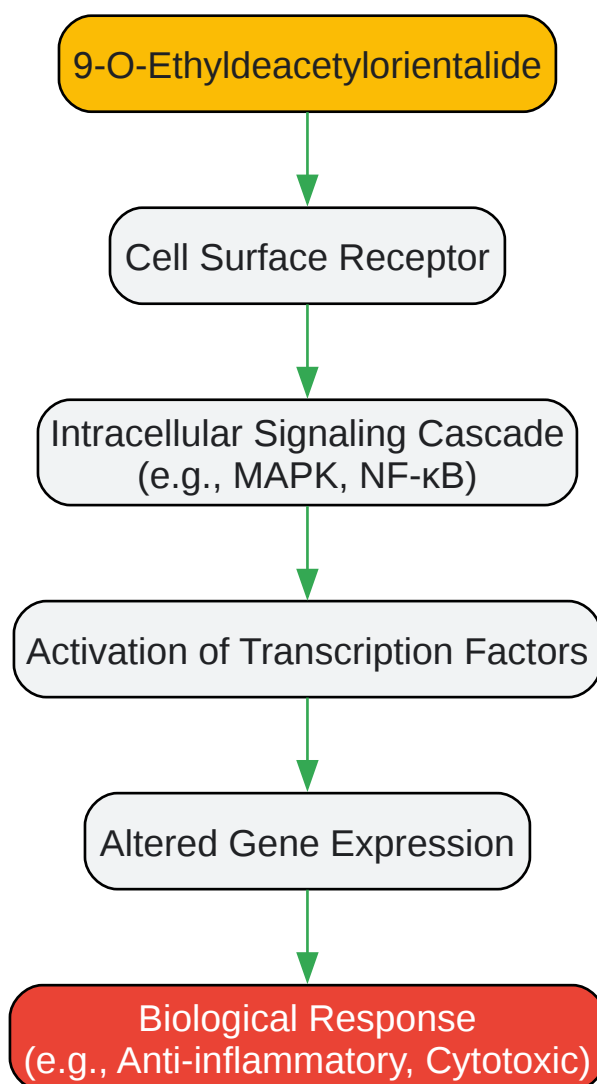 9-O-Ethyldeacetylorientalide
Cell Surface Receptor
Intracellular Signaling Cascade
(e.g., MAPK, NF-κB)
Activation of Transcription Factors
Altered Gene Expression
Biological Response
(e.g., Anti-inflammatory, Cytotoxic)